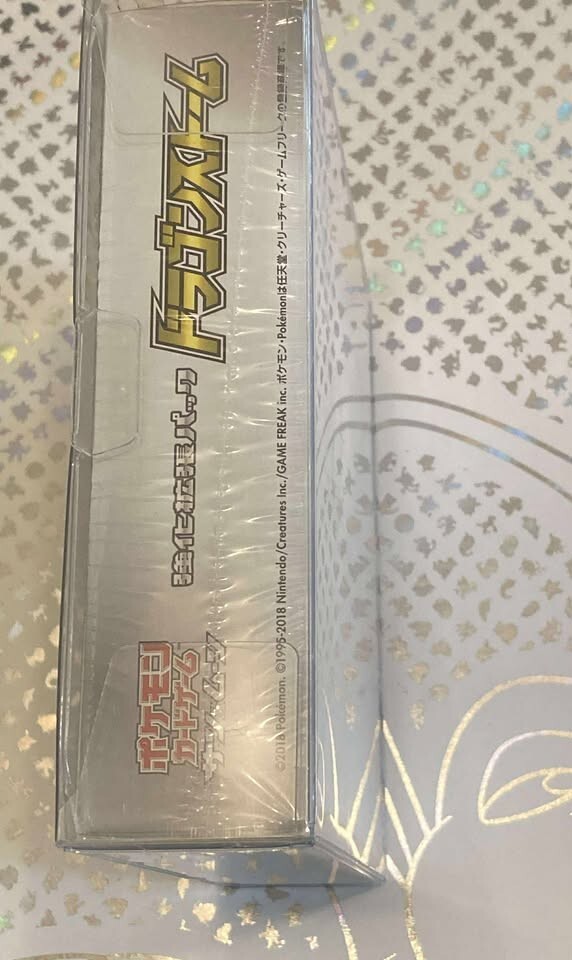 ポケモン
カードゲーム
サン&ムーン
強化拡張パック
ドラゴンストーム
©2018 Pokémon. ©1995-2018 Nintendo/Creatures Inc./GAME FREAK inc. ポケモン・Pokémonは任天堂・クリーチャーズ・ゲームフリークの登録商標です。